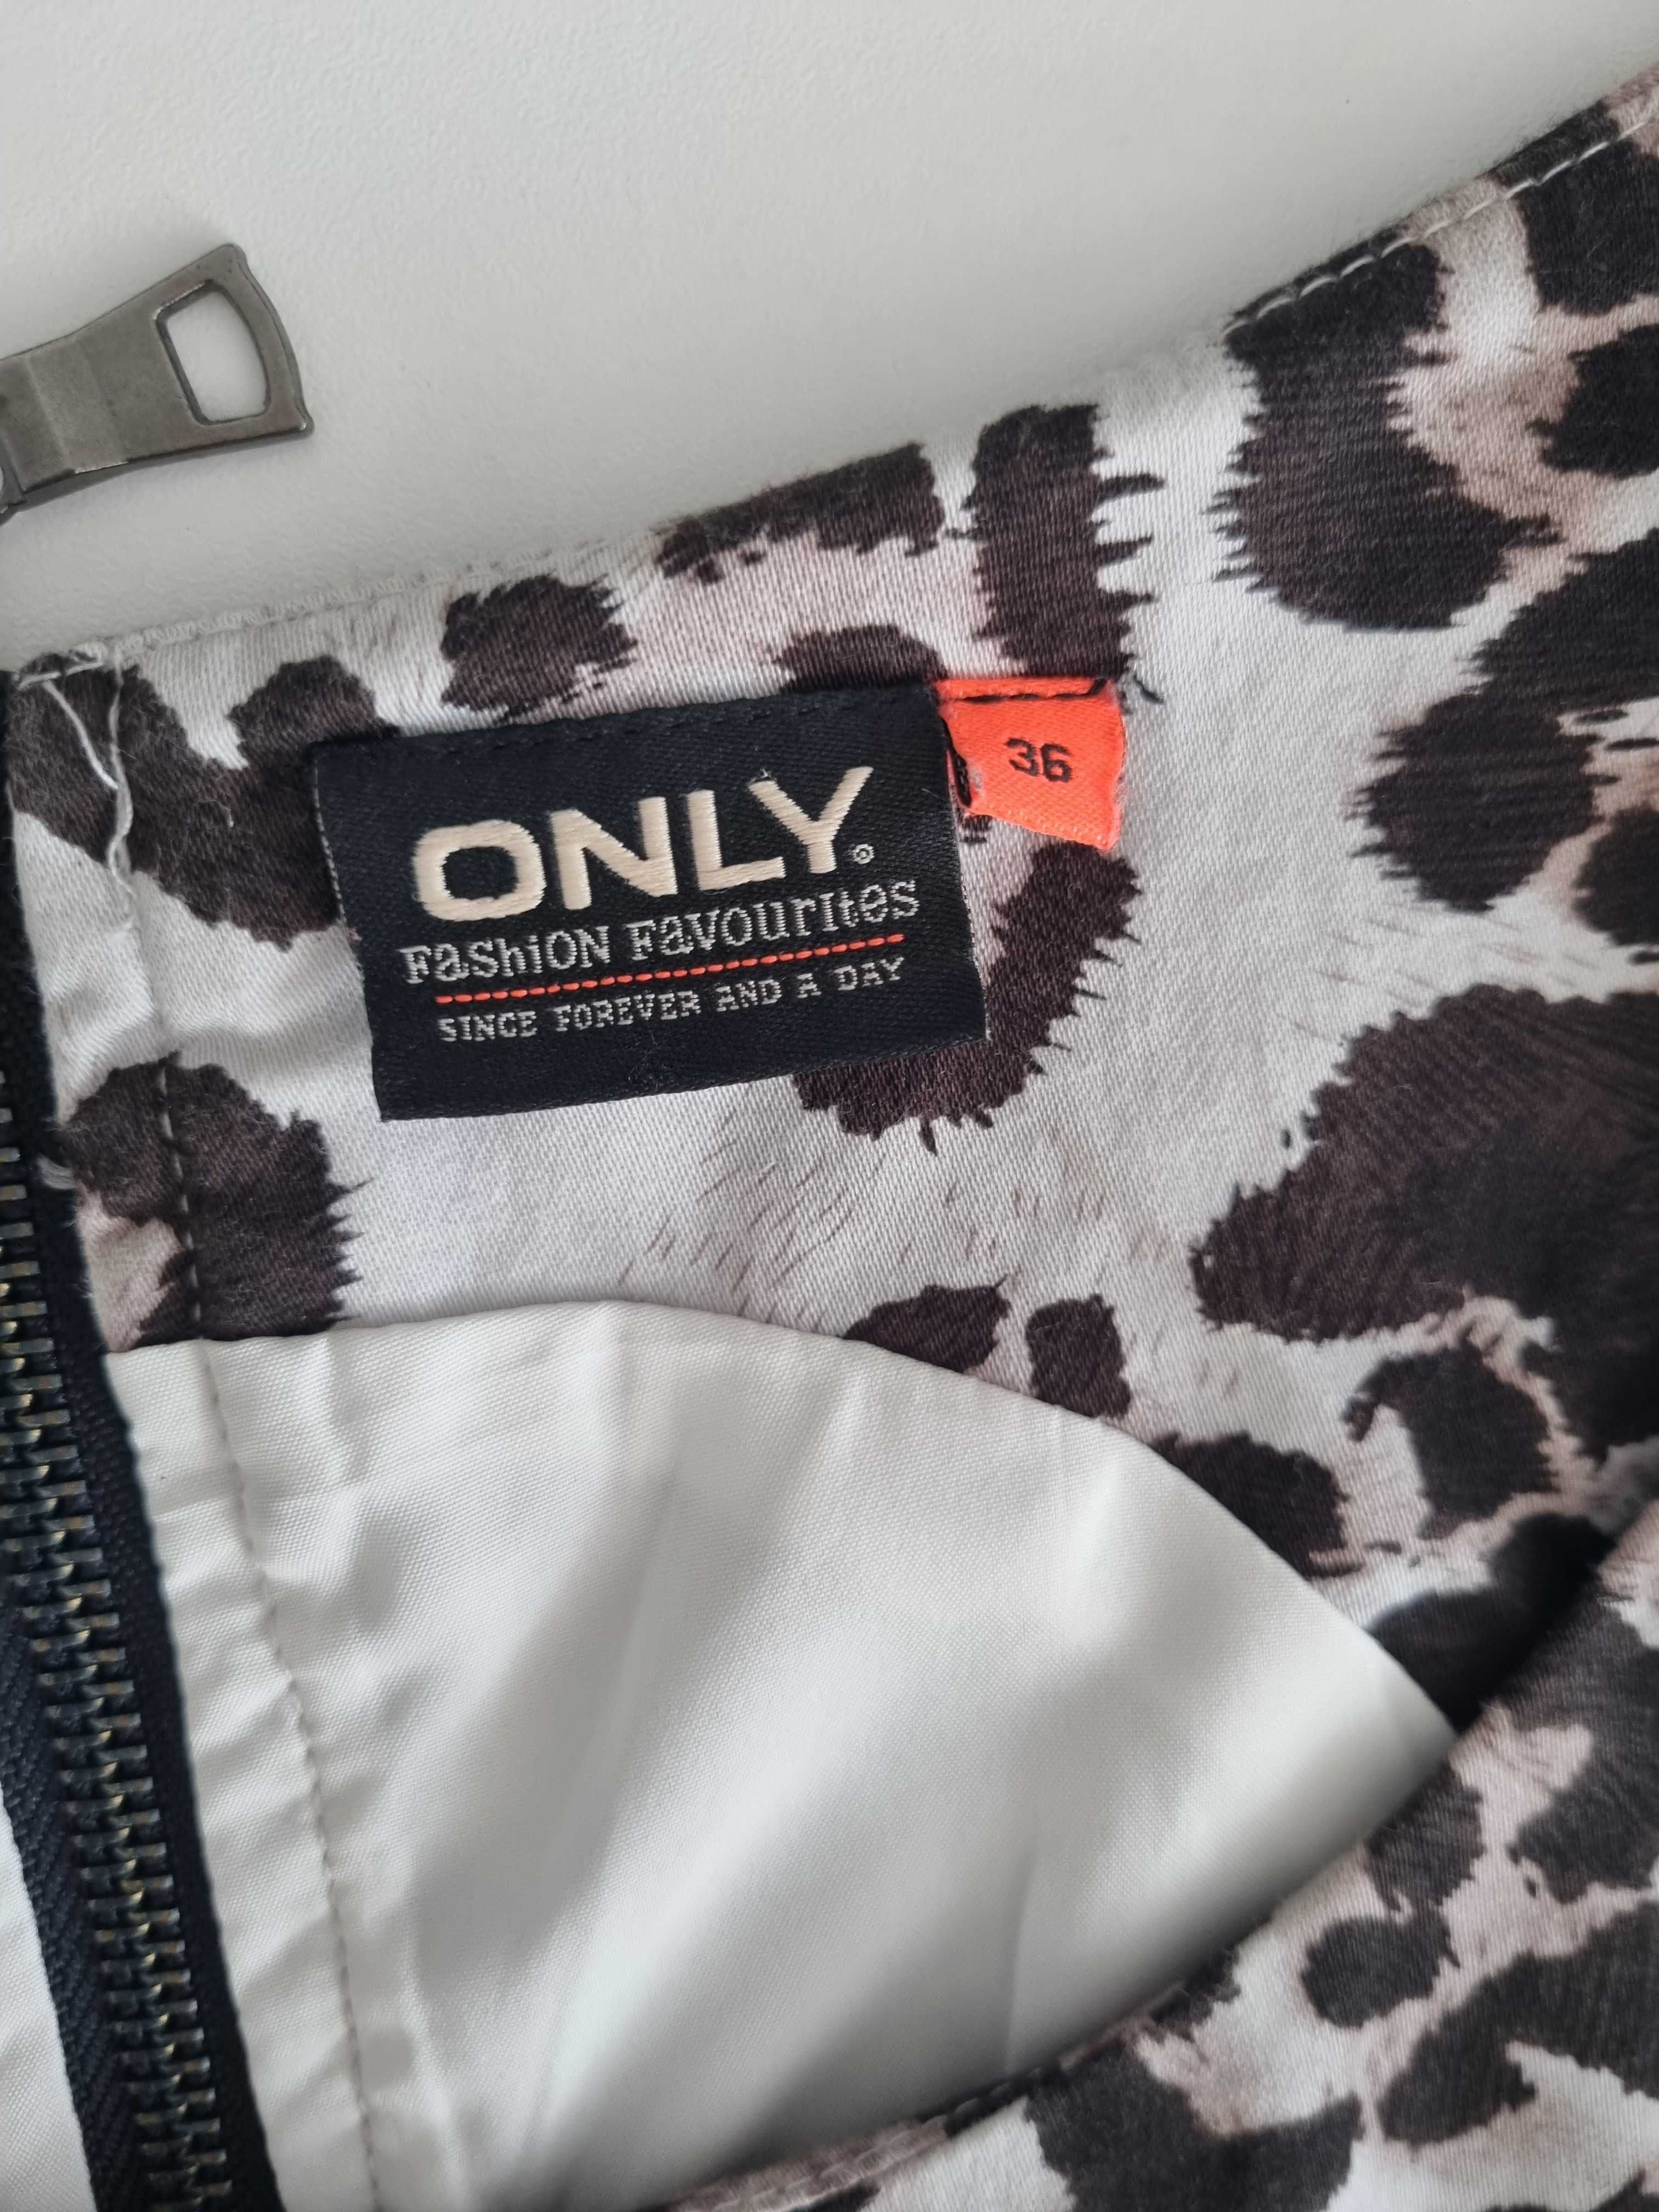 ONLY®
Fashion Favourites
SINCE FOREVER AND A DAY
36